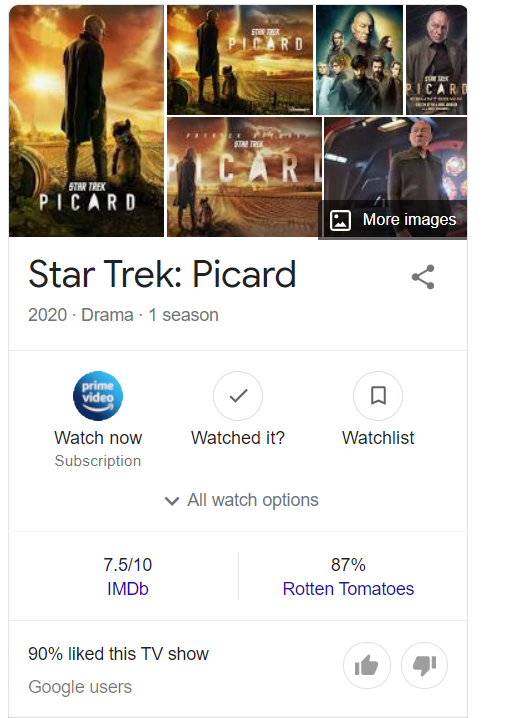 STAR TREK
PICARD
STAR TREK
PICARD
STAR TREK
PICARD
PATRICK STEWART
STAR TREK
PICARD
More images
Star Trek: Picard
2020 · Drama · 1 season
prime
video
Watch now
Watched it?
Watchlist
Subscription
All watch options
7.5/10
87%
IMDb
Rotten Tomatoes
90% liked this TV show
Google users